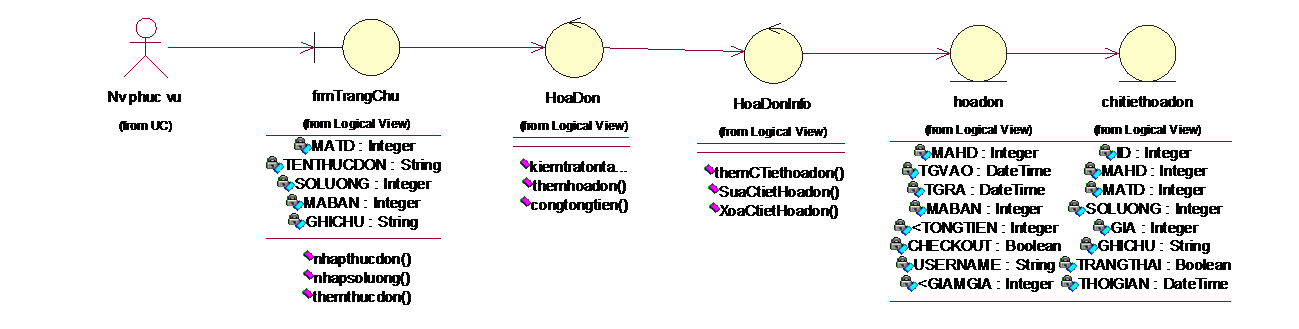 Nv phuc vu
(from UC)
frmTrangChu
(from Logical View)
MATD : Integer
TENTHUCDON : String
SOLUONG : Integer
MABAN : Integer
GHICHU : String
nhapthucdon()
nhapsoluong()
themthucdon()
HoaDon
(from Logical View)
kiemtratonta...
themhoadon()
congtongtien()
HoaDonInfo
(from Logical View)
themCTiethoadon()
SuaCtietHoadon()
XoaCtietHoadon()
hoadon
(from Logical View)
MAHD : Integer
TGVAO : DateTime
TGRA : DateTime
MABAN : Integer
<TONGTIEN : Integer
CHECKOUT : Boolean
USERNAME : String
<GIAMGIA : Integer
chitiethoadon
(from Logical View)
ID : Integer
MAHD : Integer
MATD : Integer
SOLUONG : Integer
GIA : Integer
GHICHU : String
TRANGTHAI : Boolean
THOIGIAN : DateTime